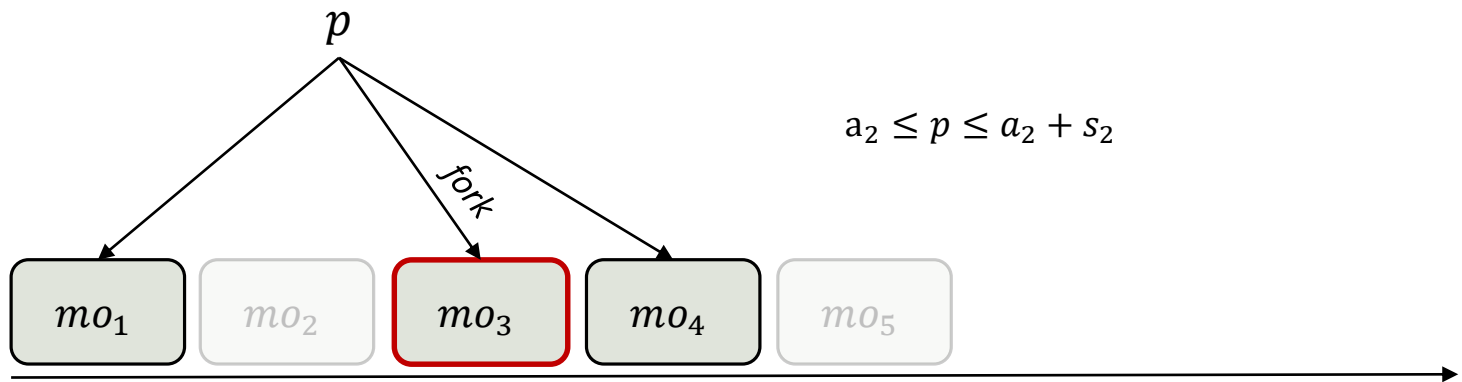 p
a₂ ≤ p ≤ a₂ + s₂
fork
mo₁ mo₂ mo₃ mo₄ mo₅